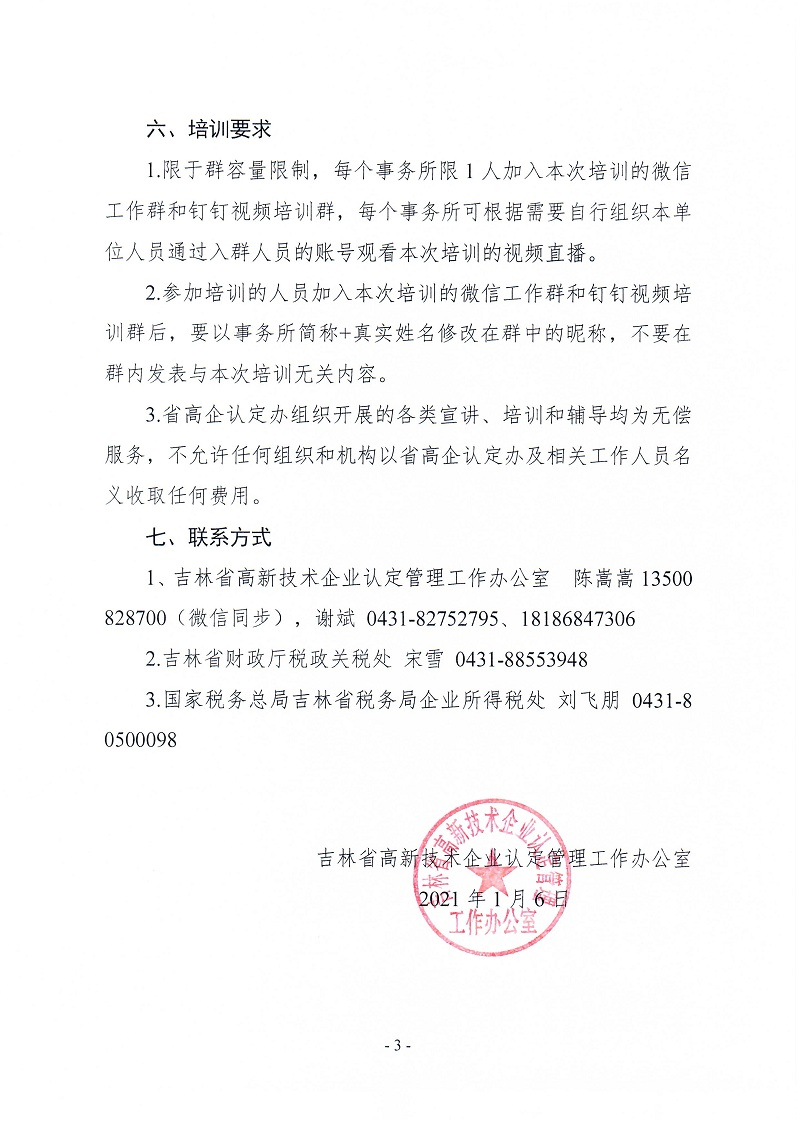 六、培训要求
1.限于群容量限制，每个事务所限 1 人加入本次培训的微信
工作群和钉钉视频培训群，每个事务所可根据需要自行组织本单
位人员通过入群人员的账号观看本次培训的视频直播。
2.参加培训的人员加入本次培训的微信工作群和钉钉视频培
训群后，要以事务所简称+真实姓名修改在群中的昵称，不要在
群内发表与本次培训无关内容。
3.省高企认定办组织开展的各类宣讲、培训和辅导均为无偿
服务，不允许任何组织和机构以省高企认定办及相关工作人员名
义收取任何费用。
七、联系方式
1、吉林省高新技术企业认定管理工作办公室　陈嵩嵩 13500
828700（微信同步），谢斌 0431-82752795、18186847306
2.吉林省财政厅税政关税处 宋雪 0431-88553948
3.国家税务总局吉林省税务局企业所得税处 刘飞朋 0431-8
0500098
吉林省高新技术企业认定管理工作办公室
2021 年 1 月 6 日
吉林省高新技术企业认定管理
工作办公室
- 3 -